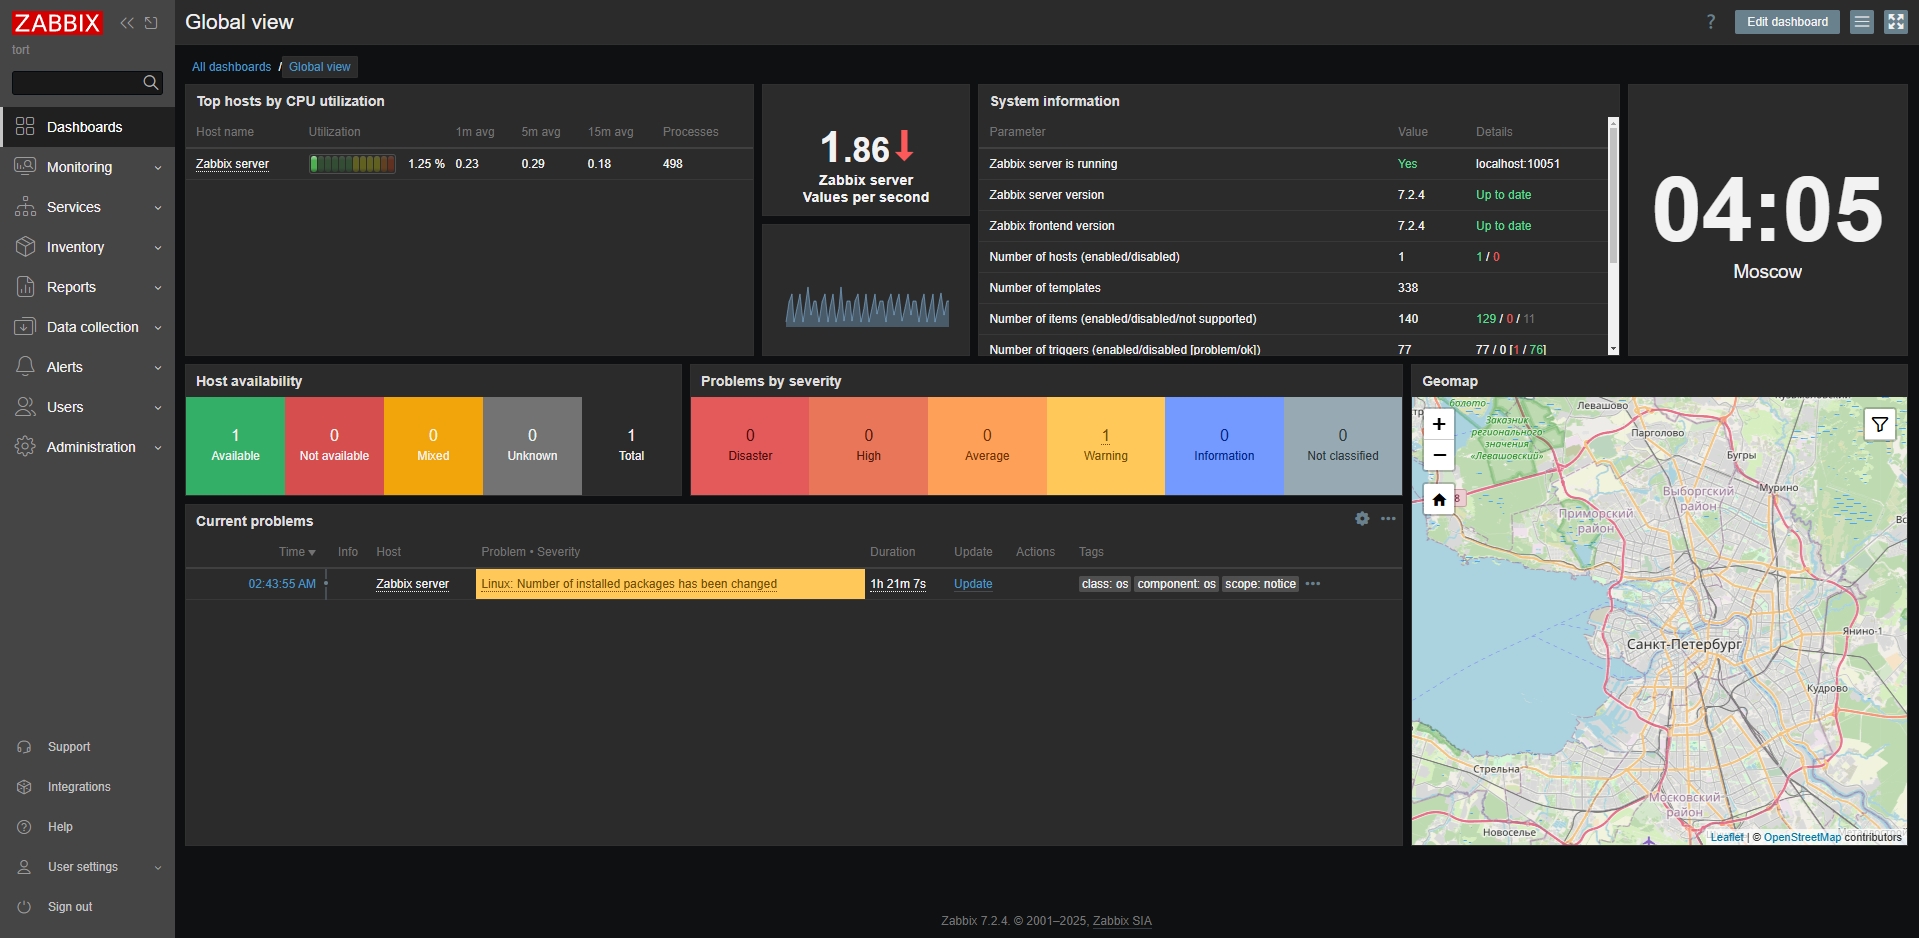 ZABBIX
tort
Dashboards
Monitoring
Services
Inventory
Reports
Data collection
Alerts
Users
Administration
Support
Integrations
Help
User settings
Sign out
Global view
? Edit dashboard
All dashboards / Global view
Top hosts by CPU utilization
Host name Utilization 1m avg 5m avg 15m avg Processes
Zabbix server 1.25 % 0.23 0.29 0.18 498
1.86
Zabbix server
Values per second
System information
Parameter Value Details
Zabbix server is running Yes localhost:10051
Zabbix server version 7.2.4 Up to date
Zabbix frontend version 7.2.4 Up to date
Number of hosts (enabled/disabled) 1 1 / 0
Number of templates 338
Number of items (enabled/disabled/not supported) 140 129 / 0 / 11
Number of triggers (enabled/disabled [problem/ok]) 77 77 / 0 [1 / 76]
04:05
Moscow
Host availability
1 Available
0 Not available
0 Mixed
0 Unknown
1 Total
Problems by severity
0 Disaster
0 High
0 Average
1 Warning
0 Information
0 Not classified
Current problems
Time Info Host Problem • Severity Duration Update Actions Tags
02:43:55 AM Zabbix server Linux: Number of installed packages has been changed 1h 21m 7s Update class: os component: os scope: notice
Geomap
+
−
болото
Заказник
регионального
значения
«Левашовский»
Левашово
Парголово
Бугры
Мурино
Выборгский
район
Приморский
район
Санкт-Петербург
Янино-1
Кудрово
Стрельна
Московский
район
Новоселье
Leaflet | © OpenStreetMap contributors
Zabbix 7.2.4. © 2001–2025, Zabbix SIA